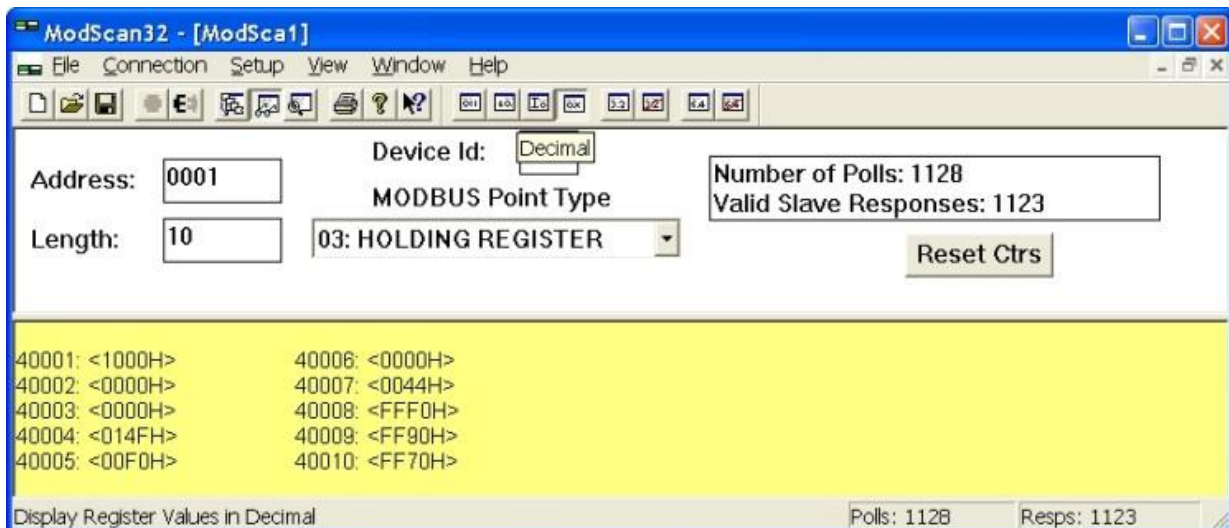 ModScan32 - [ModSca1]
File Connection Setup View Window Help
Device Id:
Decimal
Address: 0001
MODBUS Point Type
Length: 10
03: HOLDING REGISTER
Number of Polls: 1128
Valid Slave Responses: 1123
Reset Ctrs
40001: <1000H>
40002: <0000H>
40003: <0000H>
40004: <014FH>
40005: <00F0H>
40006: <0000H>
40007: <0044H>
40008: <FFF0H>
40009: <FF90H>
40010: <FF70H>
Display Register Values in Decimal
Polls: 1128
Resps: 1123